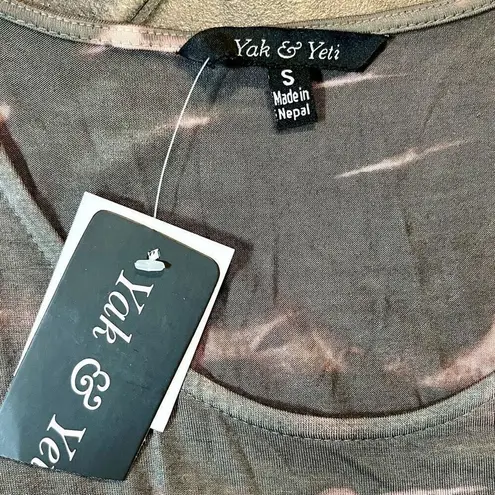 Yak & Yeti
S
Made in
Nepal
Yak
& Ye